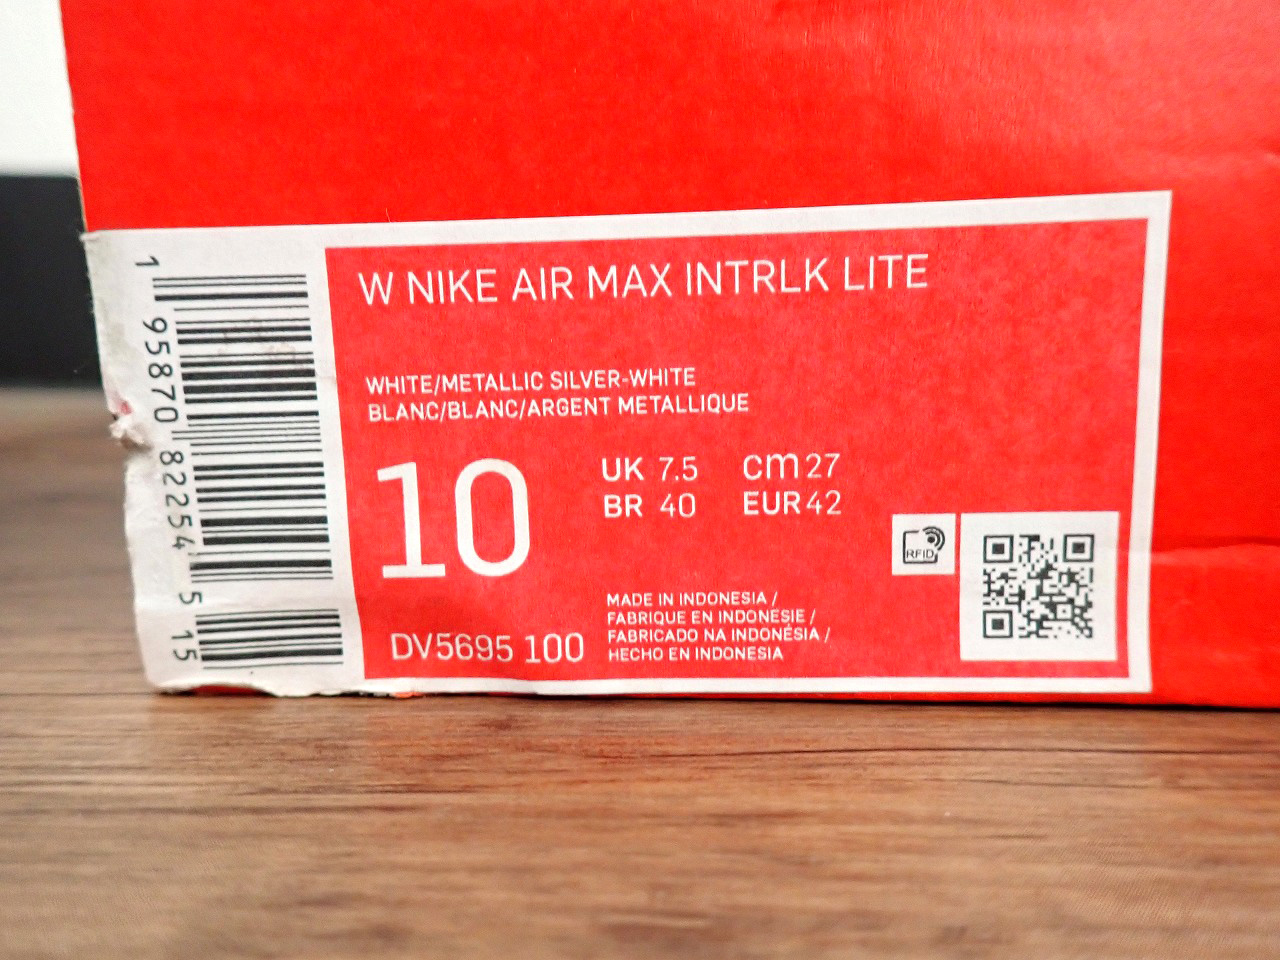 W NIKE AIR MAX INTRLK LITE
WHITE/METALLIC SILVER-WHITE
BLANC/BLANC/ARGENT METALLIQUE
10
UK 7.5 cm 27
BR 40 EUR 42
DV5695 100
MADE IN INDONESIA /
FABRIQUE EN INDONESIE /
FABRICADO NA INDONÉSIA /
HECHO EN INDONESIA
RFID
1 95870 82254 5 15